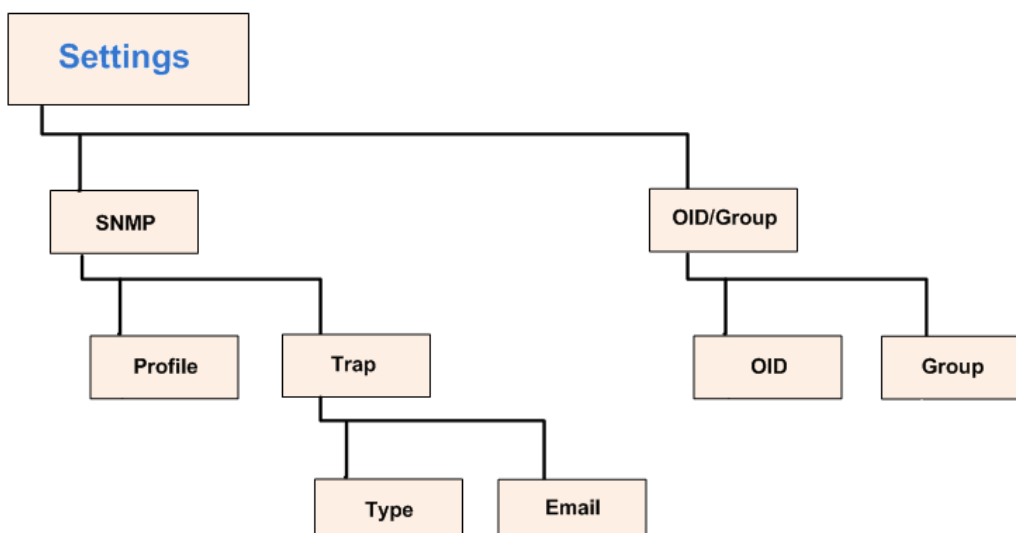 Settings
SNMP
OID/Group
Profile
Trap
OID
Group
Type
Email